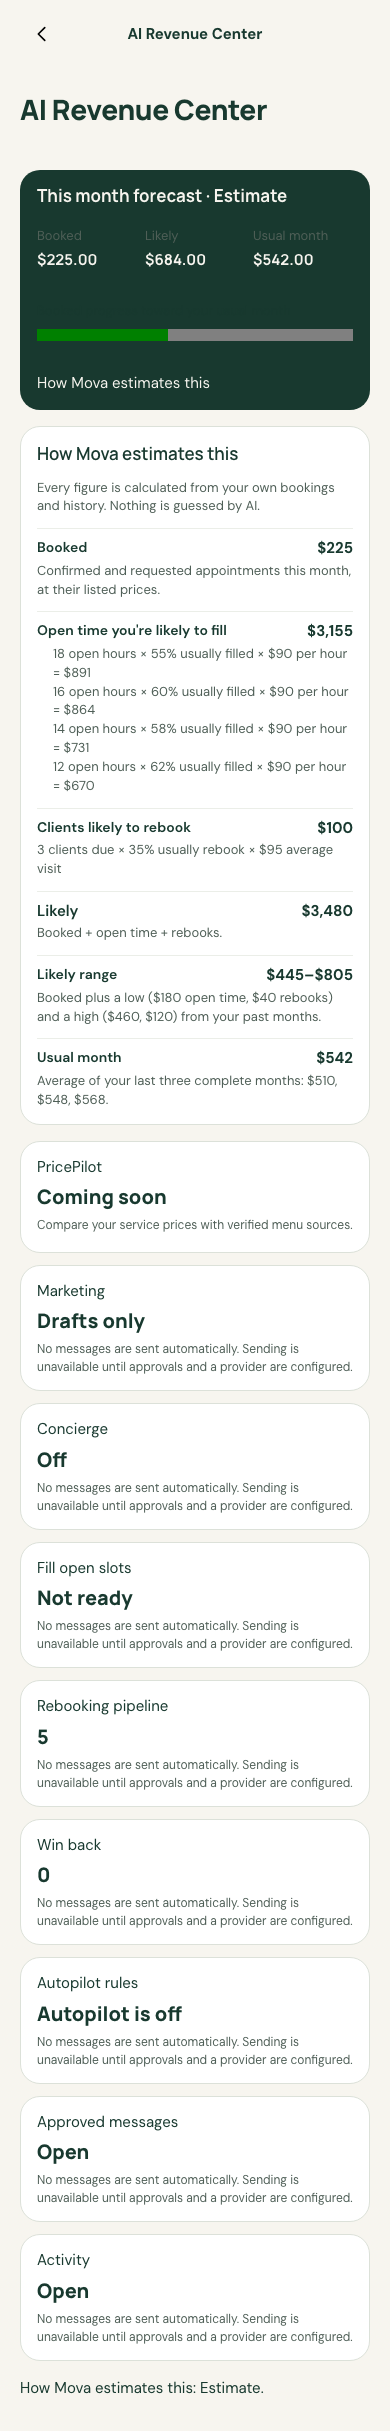 AI Revenue Center
AI Revenue Center
This month forecast · Estimate
Booked Likely Usual month
$225.00 $684.00 $542.00
How Mova estimates this
How Mova estimates this
Every figure is calculated from your own bookings
and history. Nothing is guessed by AI.
Booked $225
Confirmed and requested appointments this month,
at their listed prices.
Open time you're likely to fill $3,155
18 open hours × 55% usually filled × $90 per hour
= $891
16 open hours × 60% usually filled × $90 per hour
= $864
14 open hours × 58% usually filled × $90 per hour
= $731
12 open hours × 62% usually filled × $90 per hour
= $670
Clients likely to rebook $100
3 clients due × 35% usually rebook × $95 average
visit
Likely $3,480
Booked + open time + rebooks.
Likely range $445–$805
Booked plus a low ($180 open time, $40 rebooks)
and a high ($460, $120) from your past months.
Usual month $542
Average of your last three complete months: $510,
$548, $568.
PricePilot
Coming soon
Compare your service prices with verified menu sources.
Marketing
Drafts only
No messages are sent automatically. Sending is
unavailable until approvals and a provider are configured.
Concierge
Off
No messages are sent automatically. Sending is
unavailable until approvals and a provider are configured.
Fill open slots
Not ready
No messages are sent automatically. Sending is
unavailable until approvals and a provider are configured.
Rebooking pipeline
5
No messages are sent automatically. Sending is
unavailable until approvals and a provider are configured.
Win back
0
No messages are sent automatically. Sending is
unavailable until approvals and a provider are configured.
Autopilot rules
Autopilot is off
No messages are sent automatically. Sending is
unavailable until approvals and a provider are configured.
Approved messages
Open
No messages are sent automatically. Sending is
unavailable until approvals and a provider are configured.
Activity
Open
No messages are sent automatically. Sending is
unavailable until approvals and a provider are configured.
How Mova estimates this: Estimate.